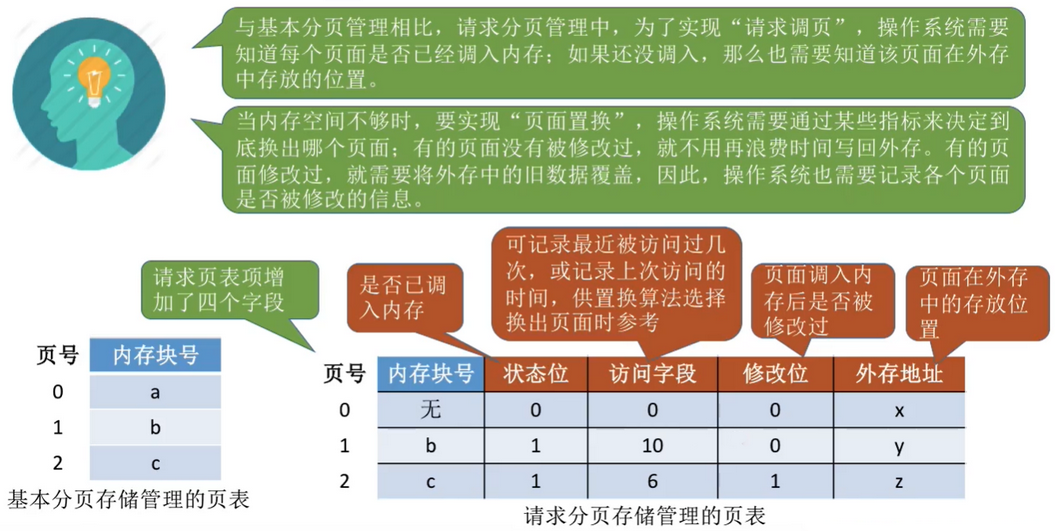 与基本分页管理相比，请求分页管理中，为了实现“请求调页”，操作系统需要
知道每个页面是否已经调入内存；如果还没调入，那么也需要知道该页面在外存
中存放的位置。
当内存空间不够时，要实现“页面置换”，操作系统需要通过某些指标来决定到
底换出哪个页面；有的页面没有被修改过，就不用再浪费时间写回外存。有的页
面修改过，就需要将外存中的旧数据覆盖，因此，操作系统也需要记录各个页面
是否被修改的信息。
请求页表项增
加了四个字段
是否已调
入内存
可记录最近被访问过几
次，或记录上次访问的
时间，供置换算法选择
换出页面时参考
页面调入内
存后是否被
修改过
页面在外存
中的存放位
置
页号 内存块号
0 a
1 b
2 c
基本分页存储管理的页表
页号 内存块号 状态位 访问字段 修改位 外存地址
0 无 0 0 0 x
1 b 1 10 0 y
2 c 1 6 1 z
请求分页存储管理的页表